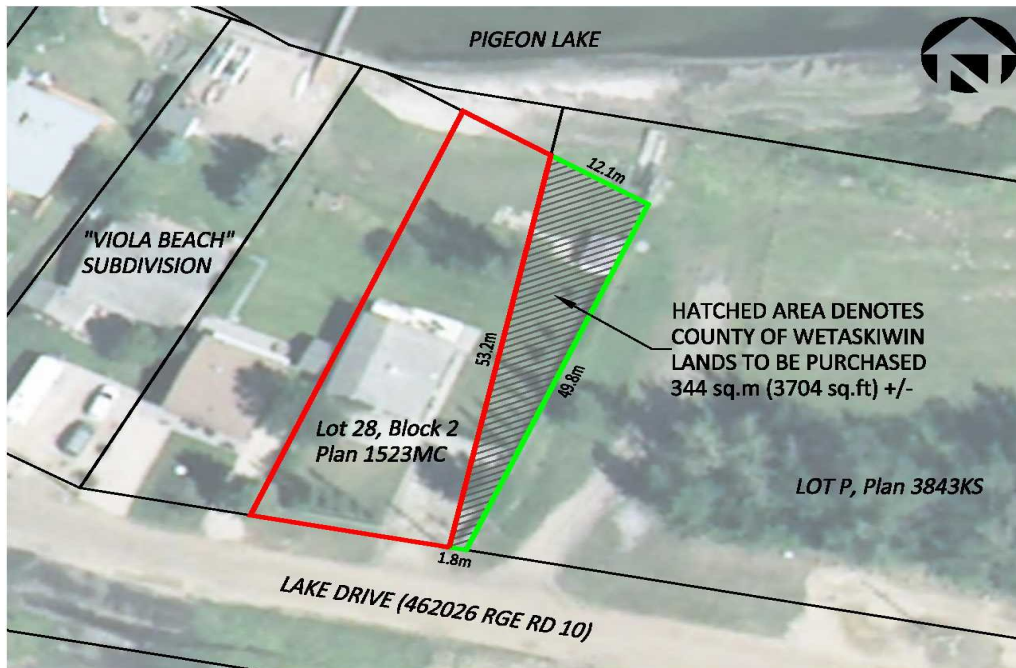 PIGEON LAKE
N
12.1m
"VIOLA BEACH"
SUBDIVISION
HATCHED AREA DENOTES
COUNTY OF WETASKIWIN
LANDS TO BE PURCHASED
344 sq.m (3704 sq.ft) +/-
53.2m
49.8m
Lot 28, Block 2
Plan 1523MC
LOT P, Plan 3843KS
1.8m
LAKE DRIVE (462026 RGE RD 10)